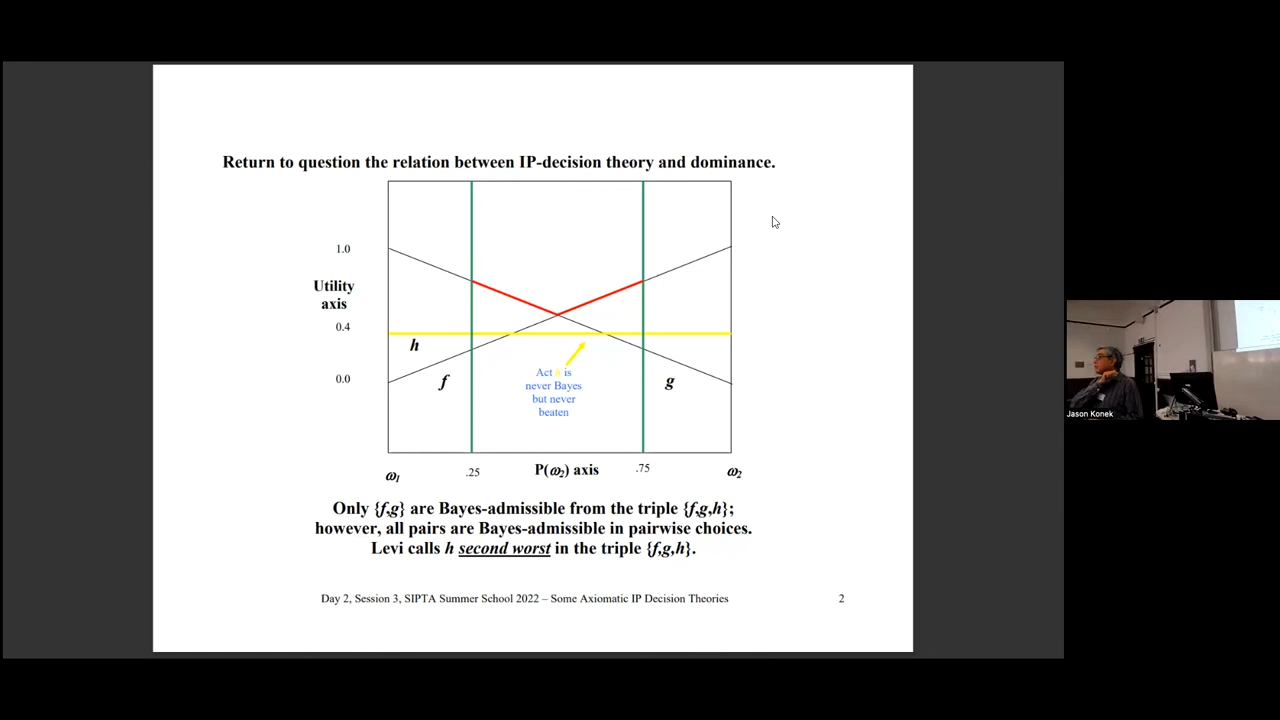 Return to question the relation between IP-decision theory and dominance.
1.0
Utility
axis
0.4
h
0.0
f
g
Act h is
never Bayes
but never
beaten
ω1
.25
P(ω2) axis
.75
ω2
Only {f,g} are Bayes-admissible from the triple {f,g,h};
however, all pairs are Bayes-admissible in pairwise choices.
Levi calls h second worst in the triple {f,g,h}.
Day 2, Session 3, SIPTA Summer School 2022 – Some Axiomatic IP Decision Theories
2
Jason Konek